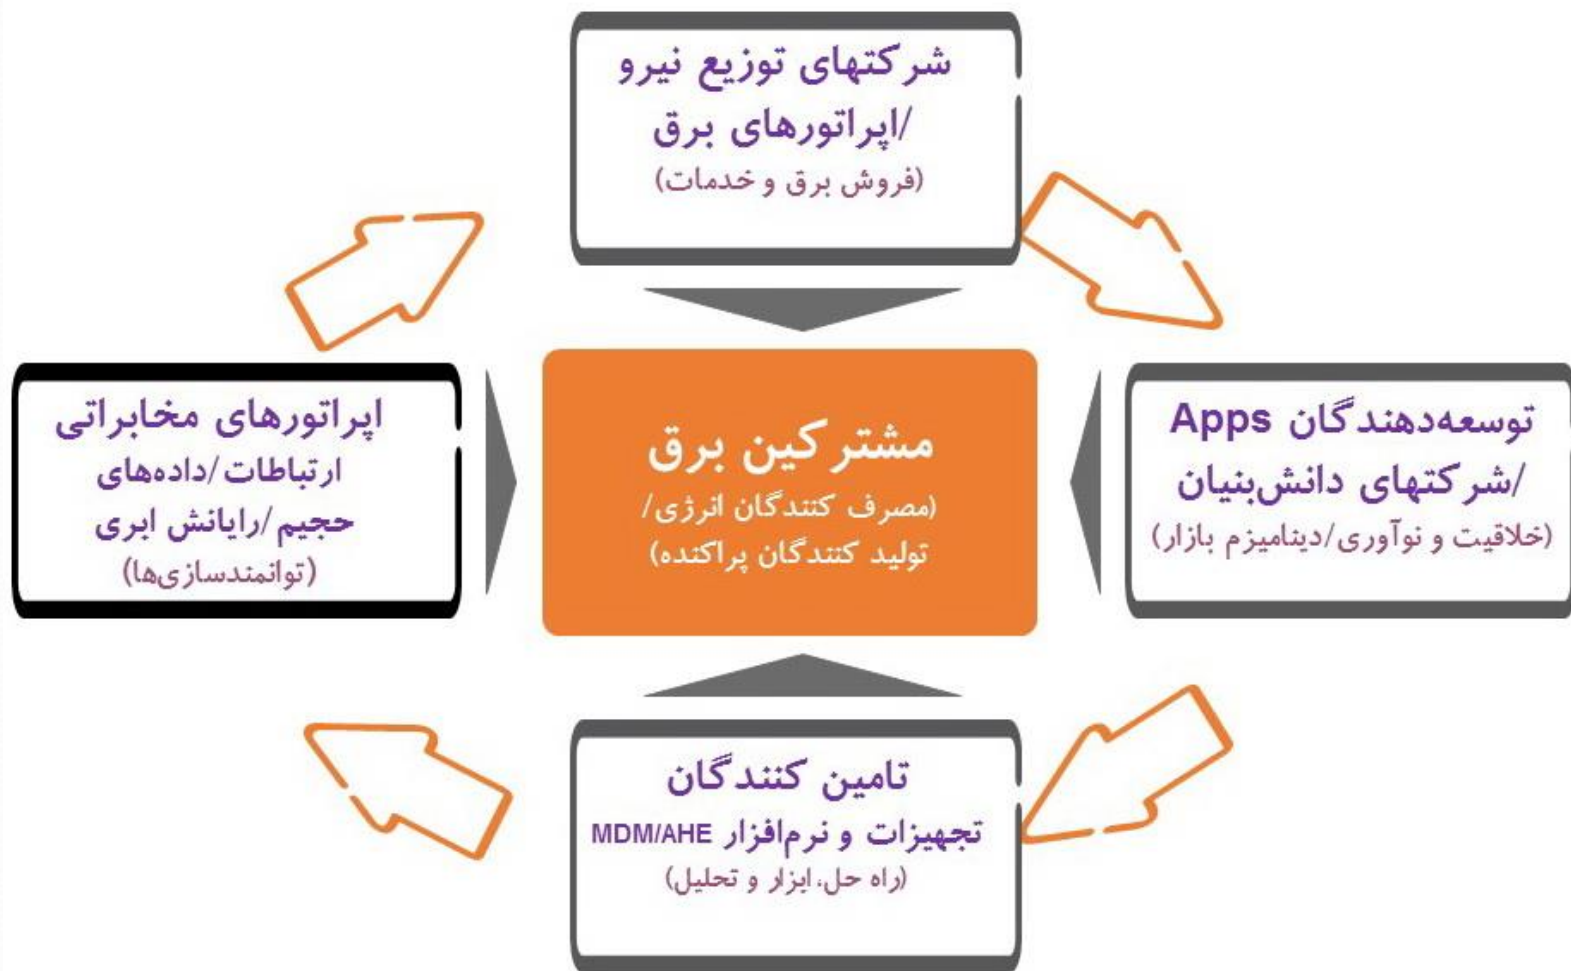 شرکتهای توزیع نیرو
/اپراتورهای برق
(فروش برق و خدمات)
توسعه‌دهندگان Apps
/شرکتهای دانش‌بنیان
(خلاقیت و نوآوری/دینامیزم بازار)
مشترکین برق
(مصرف کنندگان انرژی/
تولید کنندگان پراکنده)
اپراتورهای مخابراتی
ارتباطات/داده‌های
حجیم/رایانش ابری
(توانمندسازی‌ها)
تامین کنندگان
تجهیزات و نرم‌افزار MDM/AHE
(راه حل، ابزار و تحلیل)